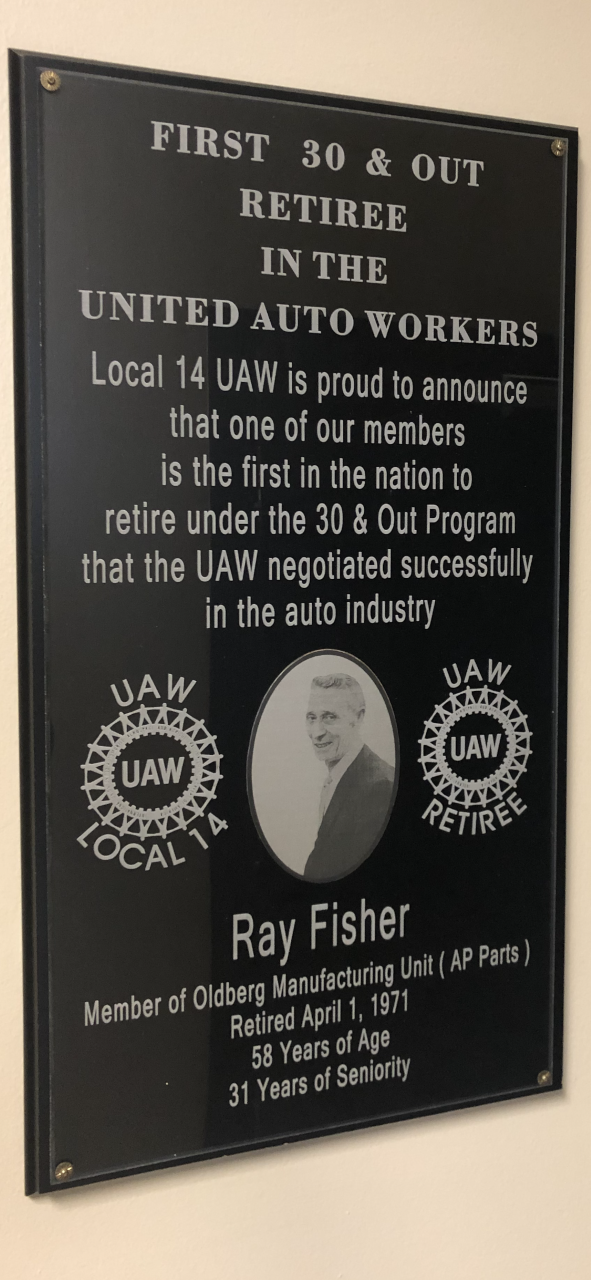 FIRST 30 & OUT
RETIREE
IN THE
UNITED AUTO WORKERS
Local 14 UAW is proud to announce
that one of our members
is the first in the nation to
retire under the 30 & Out Program
that the UAW negotiated successfully
in the auto industry
UAW
UAW
LOCAL 14
UAW
UAW
RETIREE
Ray Fisher
Member of Oldberg Manufacturing Unit ( AP Parts )
Retired April 1, 1971
58 Years of Age
31 Years of Seniority